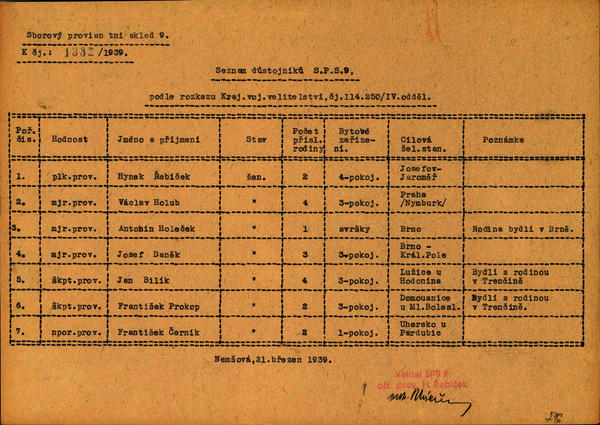 Sborový proviantní sklad 9.
K čj.: 1332/1939.
Seznam důstojníků S.P.S.9,
podle rozkazu Kraj.voj.velitelství,čj.114.250/IV.odděl.
Poř. čís. Hodnost Jméno a příjmení Stav Počet přísl. rodiny Bytové zařízení. Cílová žel.stan. Poznámka
1. plk.prov. Hynek Řebíček žen. 2 4-pokoj. Josefov-Jaroměř
2. mjr.prov. Václav Holub " 4 3-pokoj. Praha /Nymburk/
3. mjr.prov. Antonín Holeček " 1 svršky Brno Rodina bydlí v Brně.
4. mjr.prov. Josef Daněk " 3 3-pokoj. Brno - Král.Pole
5. škpt.prov. Jan Bilík " 4 3-pokoj. Lužice u Hodonína Bydlí s rodinou v Trenčíně
6. škpt.prov. František Prokop " 2 3-pokoj. Domousnice u Ml.Bolesl. Bydlí s rodinou v Trenčíně.
7. npor.prov. František Černík " 2 1-pokoj. Uhersko u Pardubic
Nemšová,21.březen 1939.
Velitel SPS 9:
plk. prov. H. Řebíček